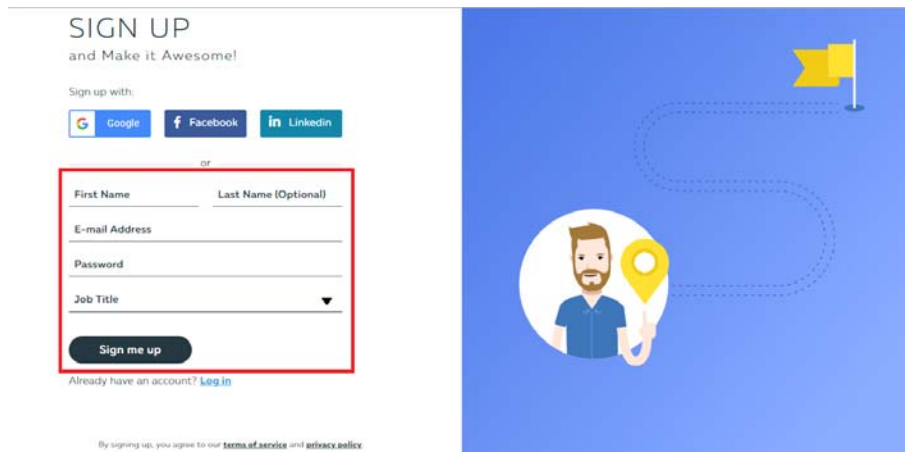 SIGN UP
and Make it Awesome!
Sign up with:
G Google f Facebook in Linkedin
or
First Name Last Name (Optional)
E-mail Address
Password
Job Title
Sign me up
Already have an account? Log in
By signing up, you agree to our terms of service and privacy policy